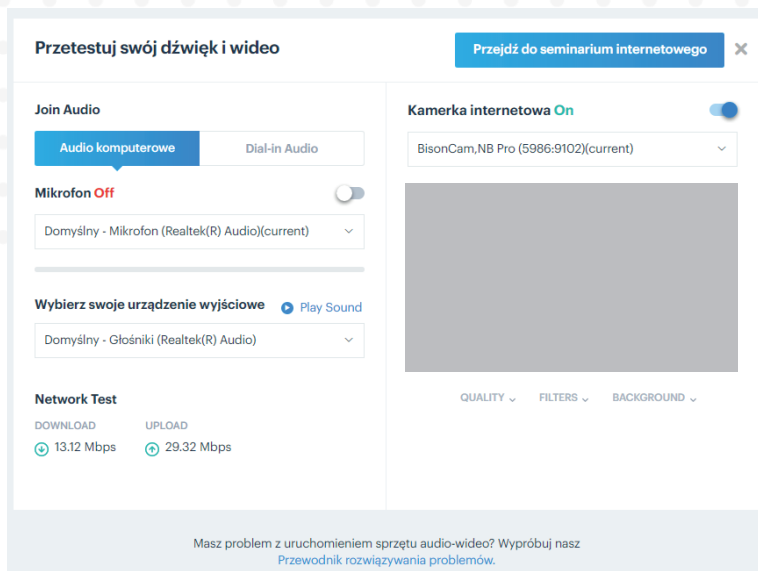 Przetestuj swój dźwięk i wideo
Przejdź do seminarium internetowego
Join Audio
Audio komputerowe
Dial-in Audio
Mikrofon Off
Domyślny - Mikrofon (Realtek(R) Audio)(current)
Wybierz swoje urządzenie wyjściowe
Play Sound
Domyślny - Głośniki (Realtek(R) Audio)
Network Test
DOWNLOAD
UPLOAD
13.12 Mbps
29.32 Mbps
Kamerka internetowa On
BisonCam,NB Pro (5986:9102)(current)
QUALITY
FILTERS
BACKGROUND
Masz problem z uruchomieniem sprzętu audio-wideo? Wypróbuj nasz
Przewodnik rozwiązywania problemów.